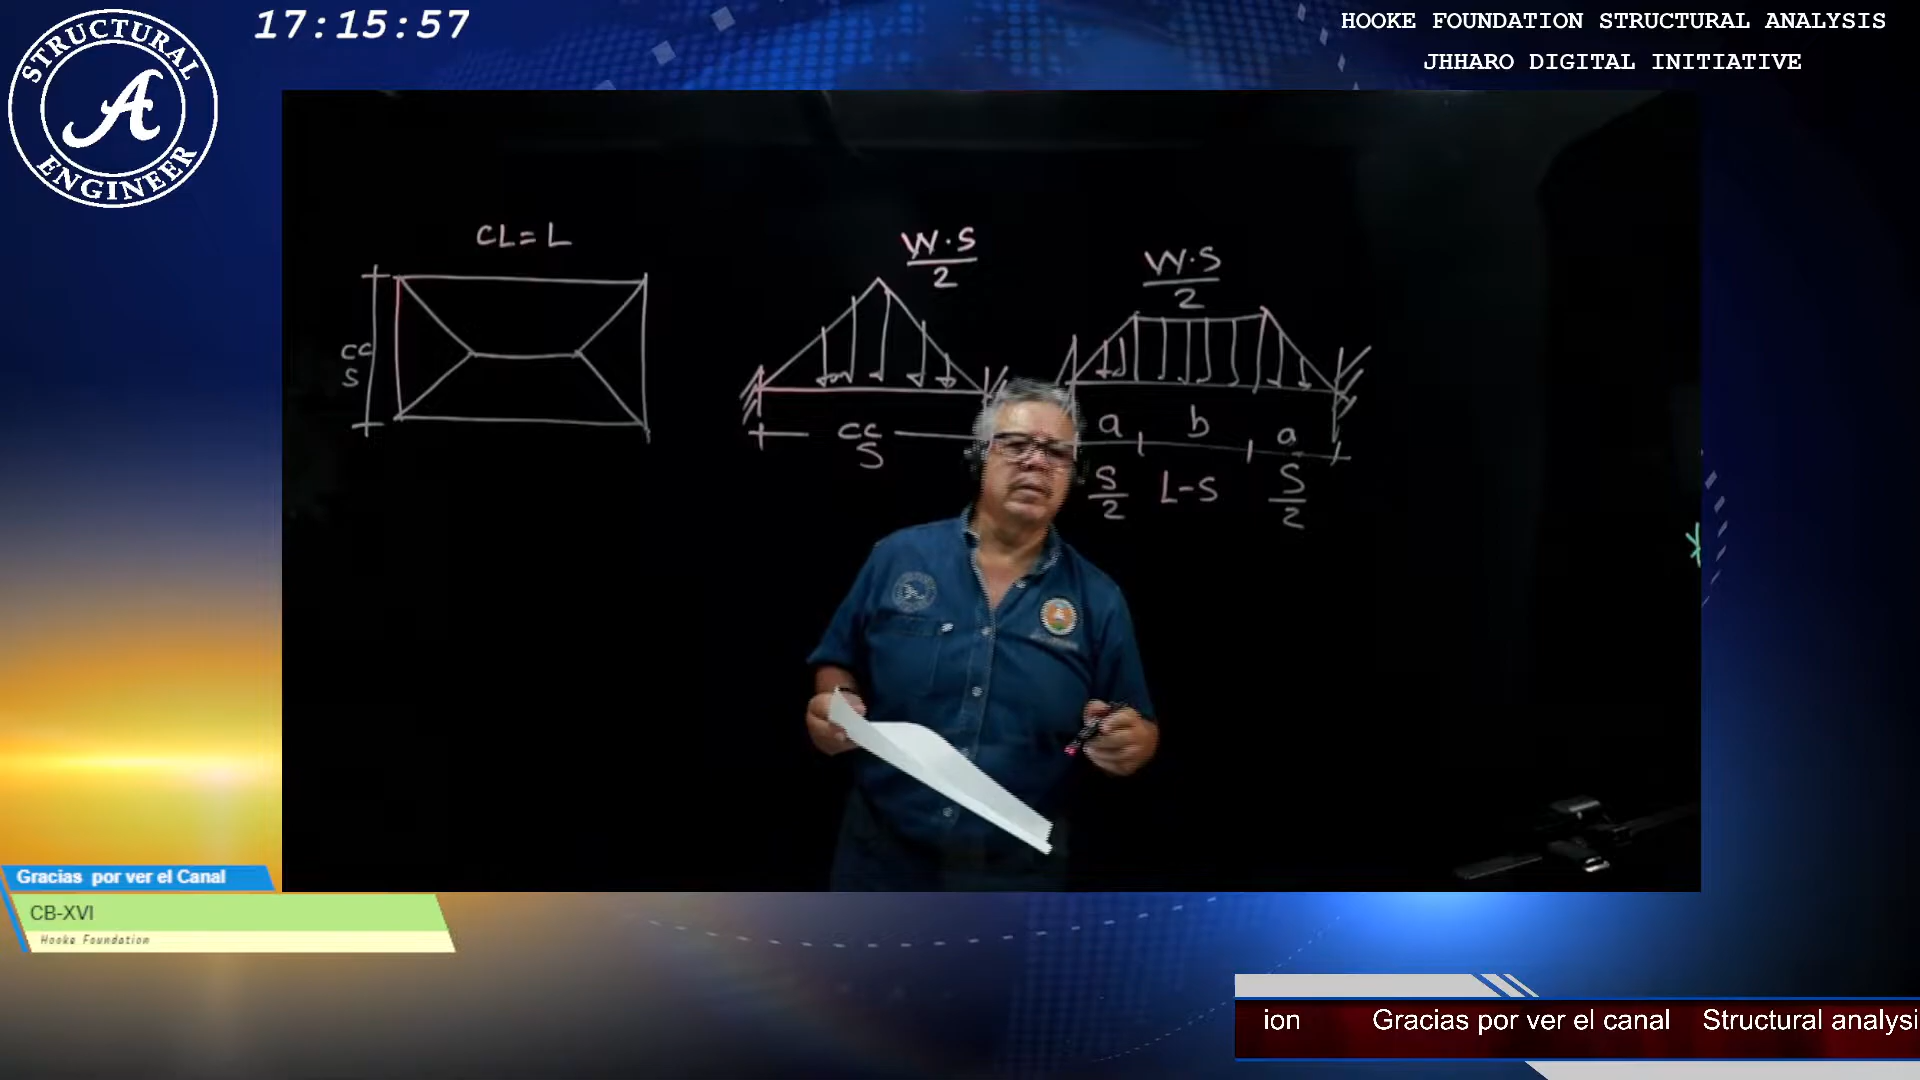 STRUCTURAL
A
ENGINEER
17:15:57
HOOKE FOUNDATION STRUCTURAL ANALYSIS
JHHARO DIGITAL INITIATIVE
CL=L
CC
S
W·S
2
CC
S
W·S
2
a b a
S
2
L-S
S
2
Gracias por ver el Canal
CB-XVI
Hooke Foundation
ion Gracias por ver el canal Structural analysi